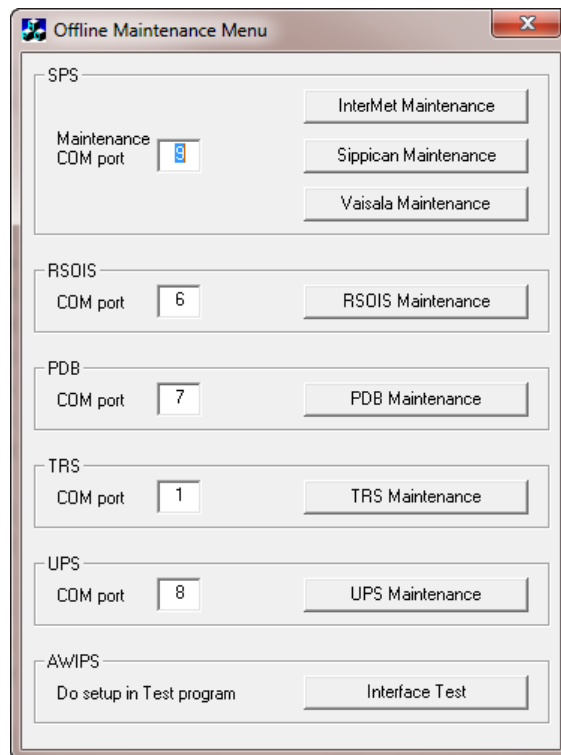 Offline Maintenance Menu
SPS
InterMet Maintenance
Maintenance
COM port 9 Sippican Maintenance
Vaisala Maintenance
RSOIS
COM port 6 RSOIS Maintenance
PDB
COM port 7 PDB Maintenance
TRS
COM port 1 TRS Maintenance
UPS
COM port 8 UPS Maintenance
AWIPS
Do setup in Test program Interface Test